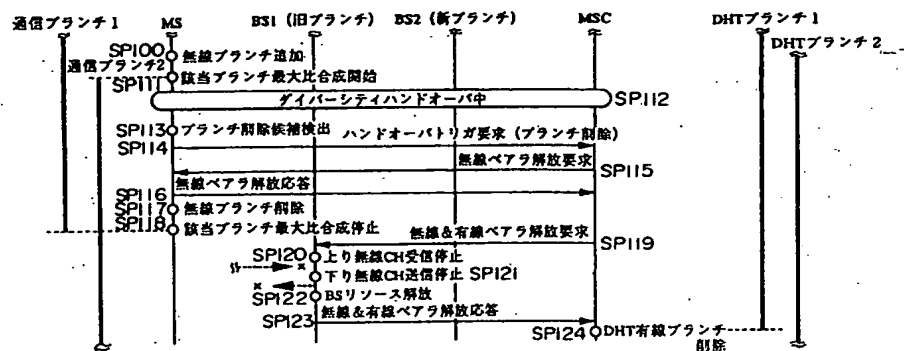 通信ブランチ1 MS BS1 (旧ブランチ) BS2 (新ブランチ) MSC DHTブランチ1
DHTブランチ2
SP100 無線ブランチ追加
通信ブランチ2
SP111 該当ブランチ最大比合成開始
ダイバーシティハンドオーバ中 SP112
SP113 ブランチ削除候補検出
SP114 ハンドオーバトリガ要求 (ブランチ削除)
無線ベアラ解放要求 SP115
SP116 無線ベアラ解放応答
SP117 無線ブランチ削除
SP118 該当ブランチ最大比合成停止
無線&有線ベアラ解放要求 SP119
SP120 上り無線CH受信停止
下り無線CH送信停止 SP121
SP122 BSリソース解放
SP123 無線&有線ベアラ解放応答
SP124 DHT有線ブランチ
削除